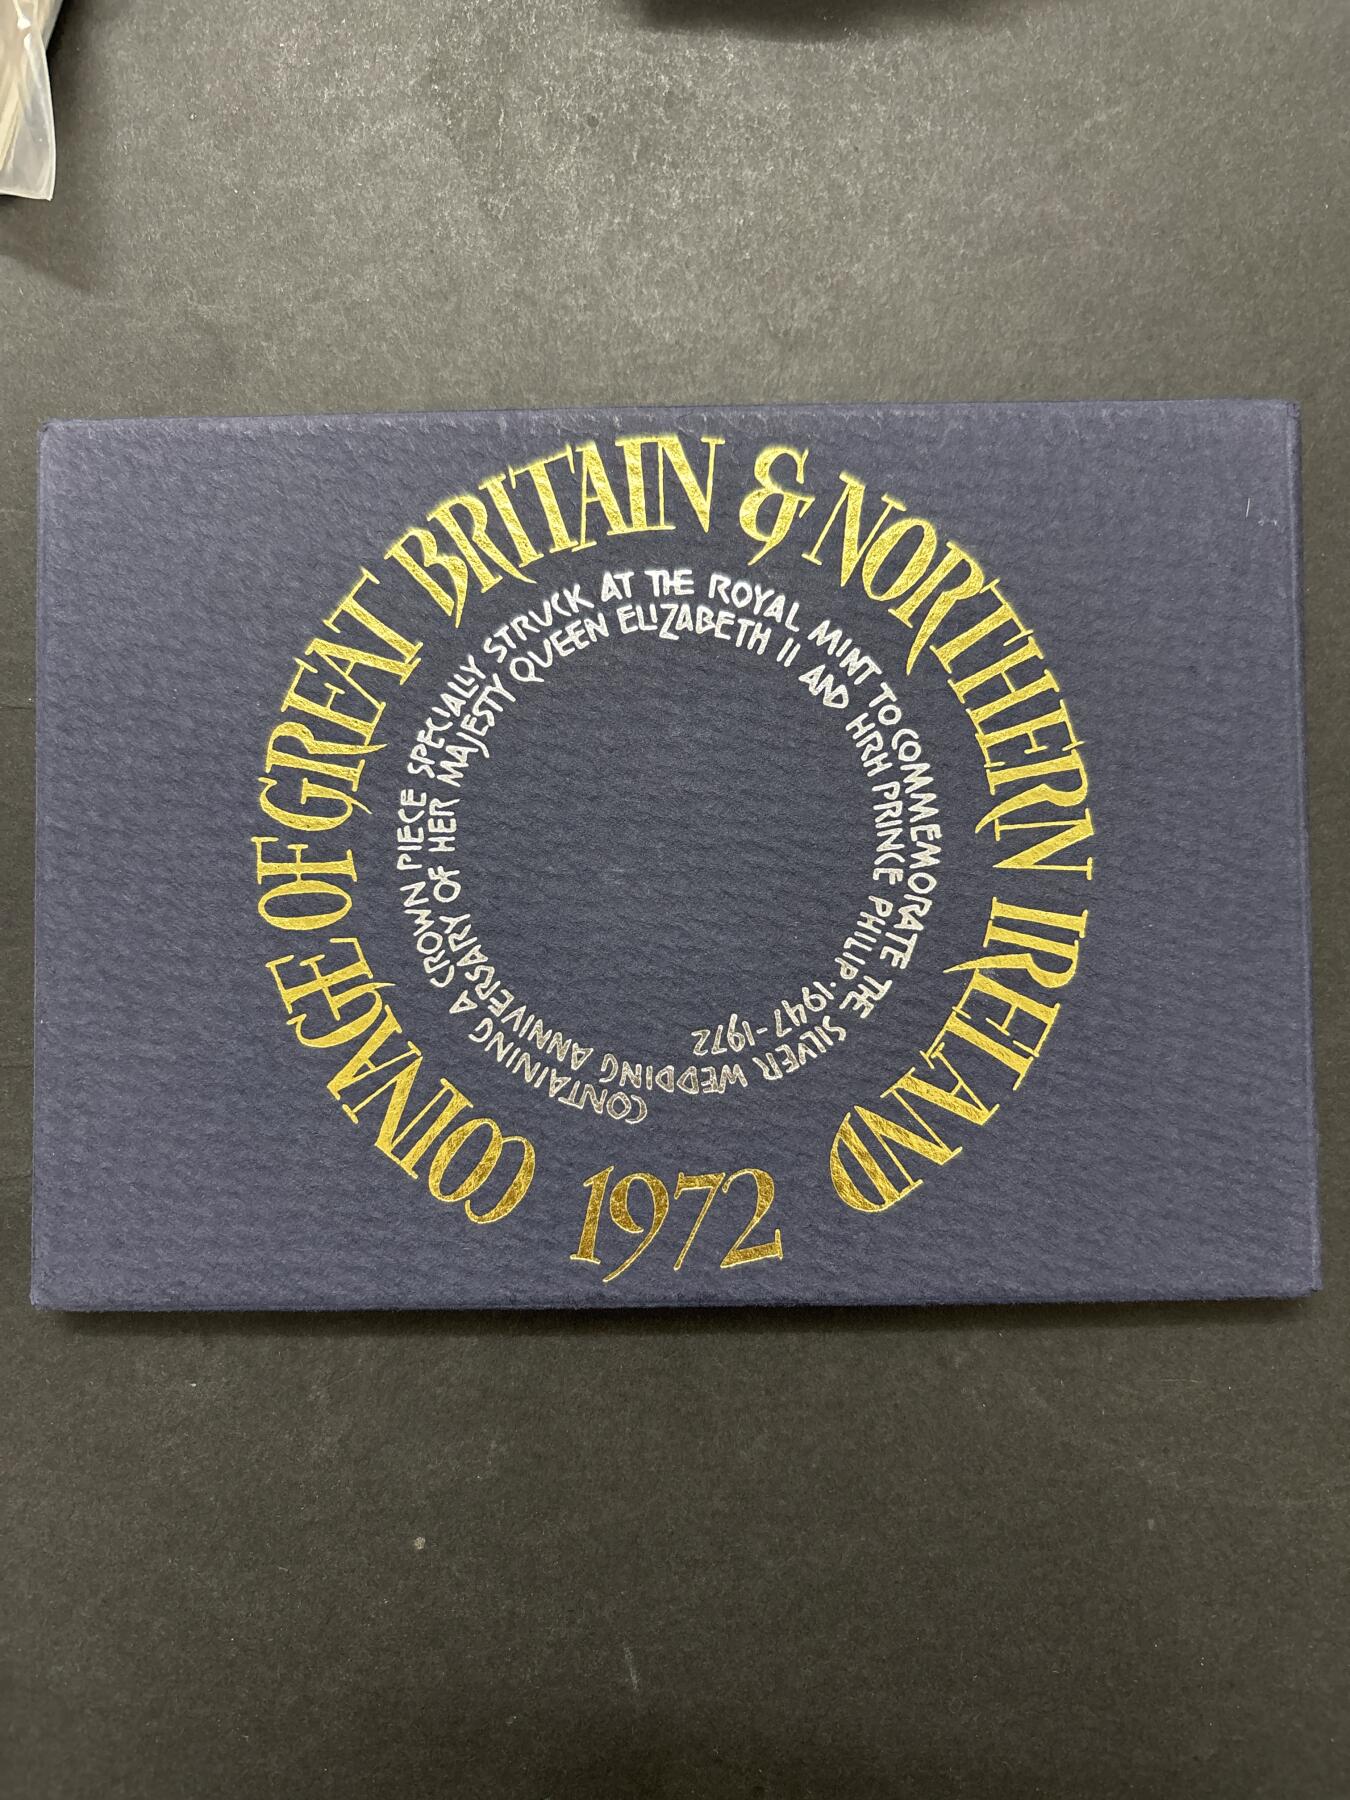 COINAGE OF GREAT BRITAIN & NORTHERN IRELAND
1972
CONTAINING A CROWN PIECE SPECIALLY STRUCK AT THE ROYAL MINT TO COMMEMORATE THE SILVER WEDDING ANNIVERSARY OF HER MAJESTY QUEEN ELIZABETH II AND HRH PRINCE PHILIP·1947-1972